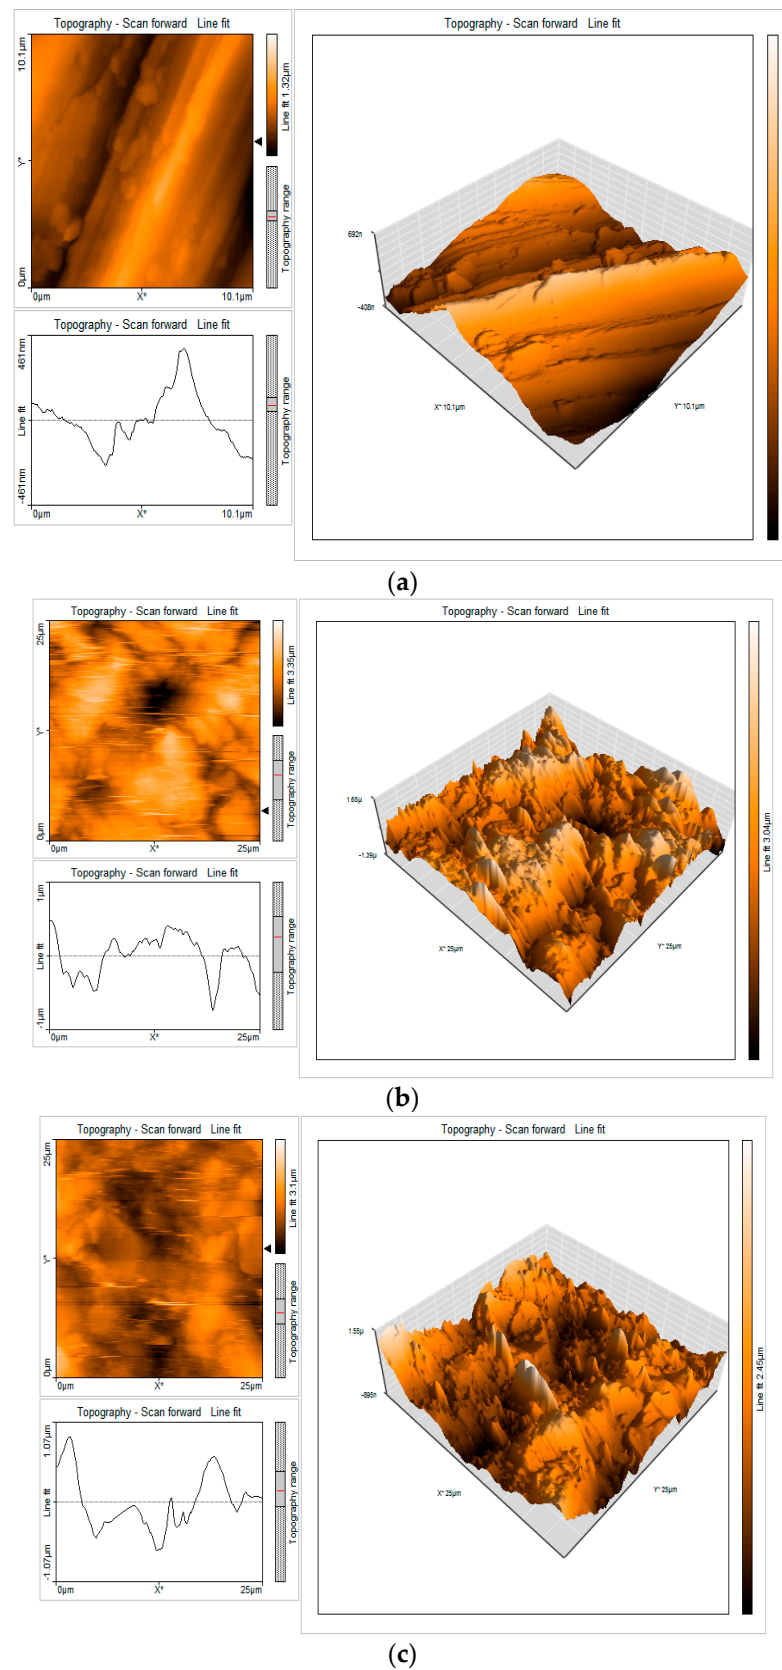 Topography - Scan forward Line fit
10.1µm
Y*
0µm
0µm X* 10.1µm
Line fit 1.32µm
Topography range
Topography - Scan forward Line fit
461nm
Line fit
-461nm
0µm X* 10.1µm
Topography range
Topography - Scan forward Line fit
692n
-408n
X* 10.1µm
Y* 10.1µm
(a)
Topography - Scan forward Line fit
25µm
Y*
0µm
0µm X* 25µm
Line fit 3.35µm
Topography range
Topography - Scan forward Line fit
1µm
Line fit
-1µm
0µm X* 25µm
Topography range
Topography - Scan forward Line fit
1.65µ
-1.39µ
X* 25µm
Y* 25µm
Line fit 3.04µm
(b)
Topography - Scan forward Line fit
25µm
Y*
0µm
0µm X* 25µm
Line fit 3.1µm
Topography range
Topography - Scan forward Line fit
1.07µm
Line fit
-1.07µm
0µm X* 25µm
Topography range
Topography - Scan forward Line fit
1.55µ
-895n
X* 25µm
Y* 25µm
Line fit 2.45µm
(c)